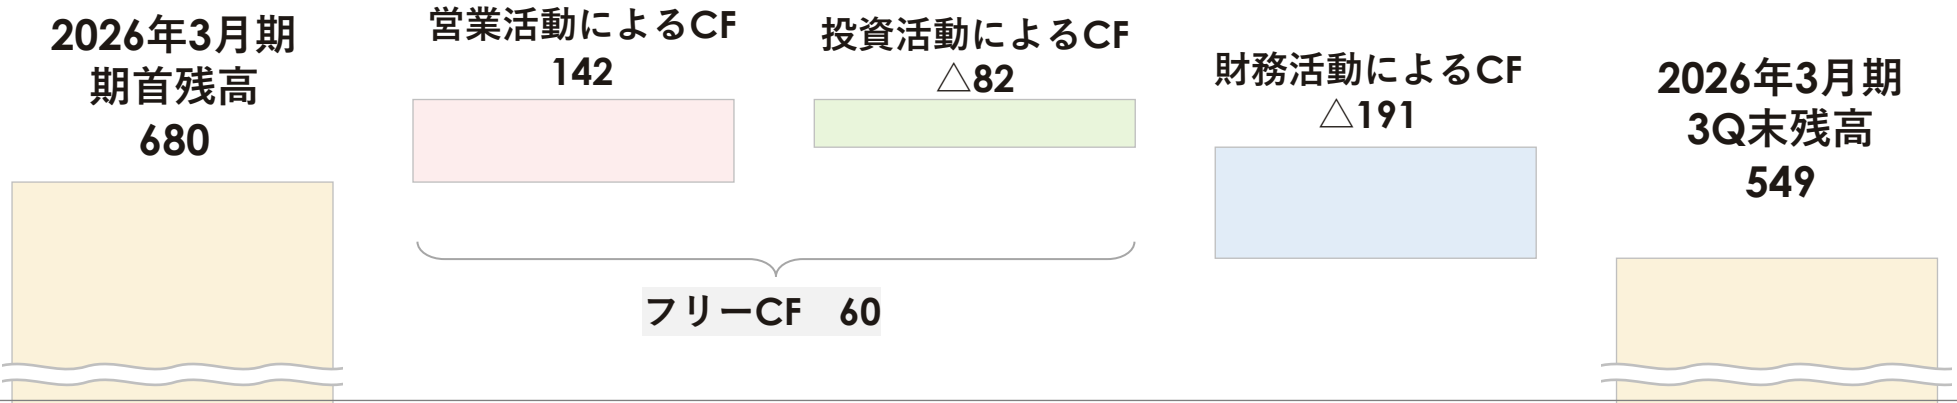 2026年3月期
期首残高
680
営業活動によるCF
142
投資活動によるCF
△82
財務活動によるCF
△191
2026年3月期
3Q末残高
549
フリーCF　60